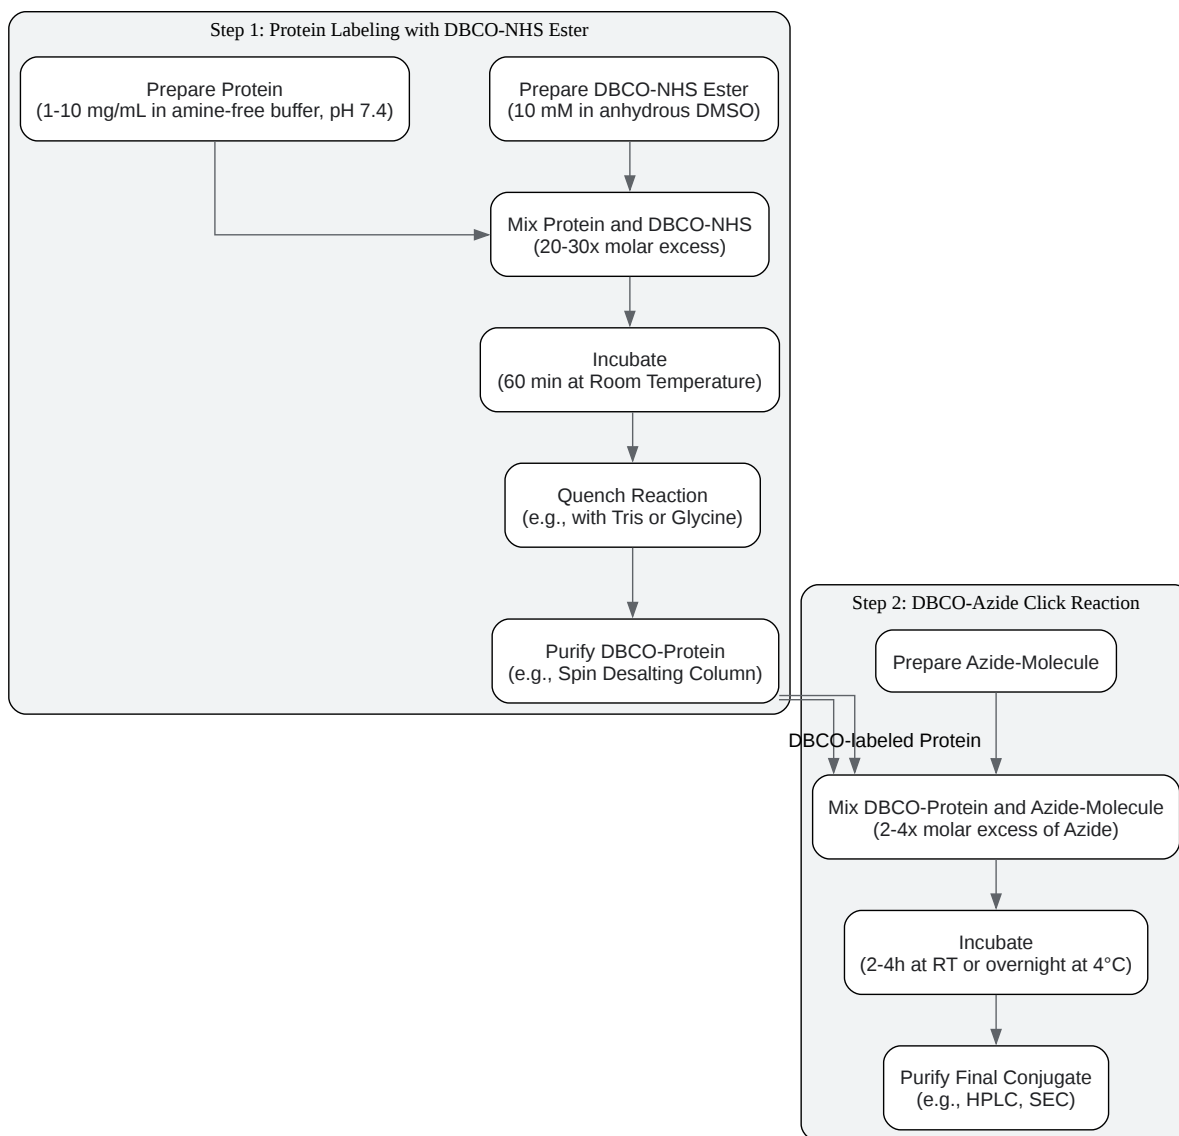 Step 1: Protein Labeling with DBCO-NHS Ester
Prepare Protein
(1-10 mg/mL in amine-free buffer, pH 7.4)
Prepare DBCO-NHS Ester
(10 mM in anhydrous DMSO)
Mix Protein and DBCO-NHS
(20-30x molar excess)
Incubate
(60 min at Room Temperature)
Quench Reaction
(e.g., with Tris or Glycine)
Purify DBCO-Protein
(e.g., Spin Desalting Column)
Step 2: DBCO-Azide Click Reaction
Prepare Azide-Molecule
DBCO-labeled Protein
Mix DBCO-Protein and Azide-Molecule
(2-4x molar excess of Azide)
Incubate
(2-4h at RT or overnight at 4°C)
Purify Final Conjugate
(e.g., HPLC, SEC)